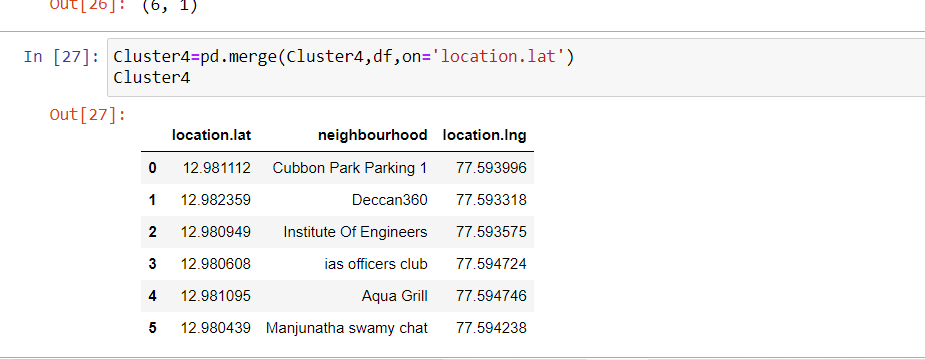 Out[26]: (6, 1)
In [27]: Cluster4=pd.merge(Cluster4,df,on='location.lat')
Cluster4
Out[27]:
location.lat neighbourhood location.lng
0 12.981112 Cubbon Park Parking 1 77.593996
1 12.982359 Deccan360 77.593318
2 12.980949 Institute Of Engineers 77.593575
3 12.980608 ias officers club 77.594724
4 12.981095 Aqua Grill 77.594746
5 12.980439 Manjunatha swamy chat 77.594238